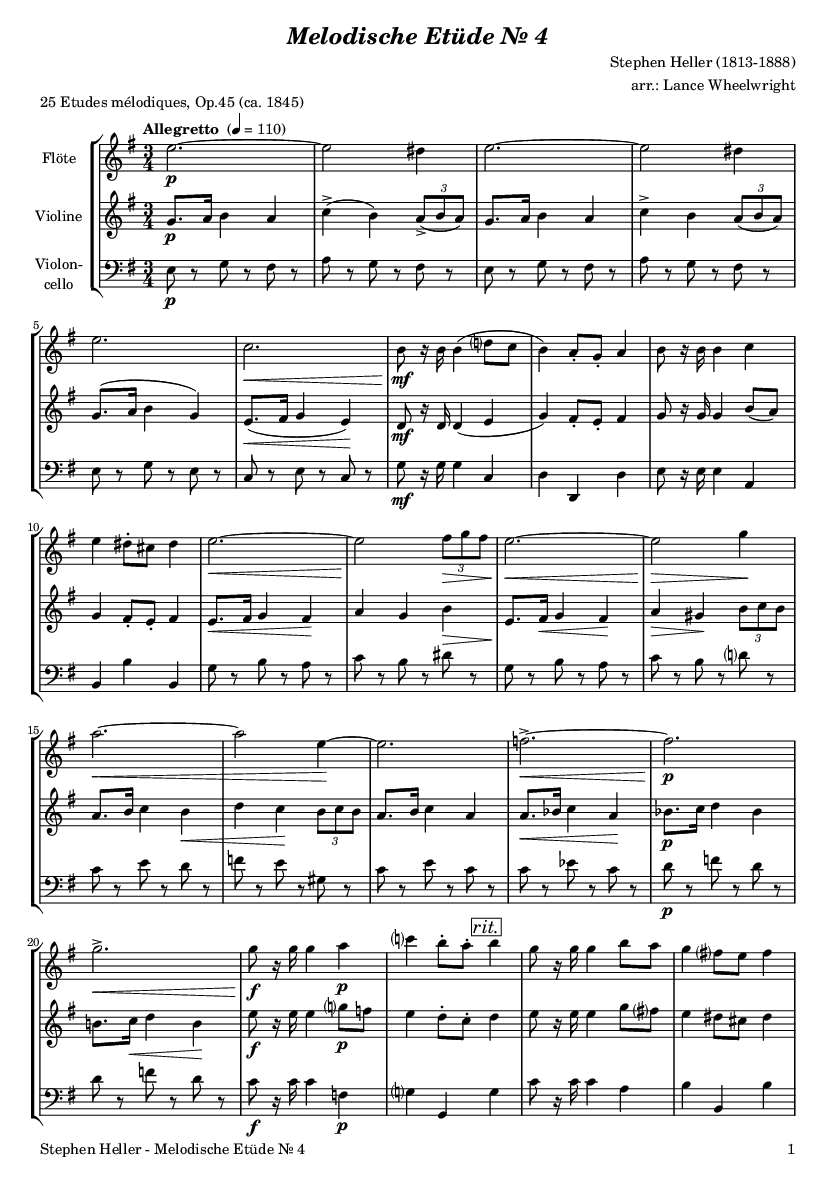 Melodische Etüde № 4
Stephen Heller (1813-1888)
arr.: Lance Wheelwright
25 Etudes mélodiques, Op.45 (ca. 1845)
Allegretto (♩ = 110)
Flöte
p
3
Violine
p
3
Violon-
cello
p
5
mf
mf
mf
10
3
3
15
3
p
p
p
20
rit.
f
p
f
p
f
p
Stephen Heller - Melodische Etüde № 4
1